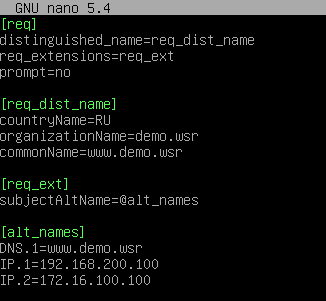 GNU nano 5.4
[req]
distinguished_name=req_dist_name
req_extensions=req_ext
prompt=no
[req_dist_name]
countryName=RU
organizationName=demo.wsr
commonName=www.demo.wsr
[req_ext]
subjectAltName=@alt_names
[alt_names]
DNS.1=www.demo.wsr
IP.1=192.168.200.100
IP.2=172.16.100.100